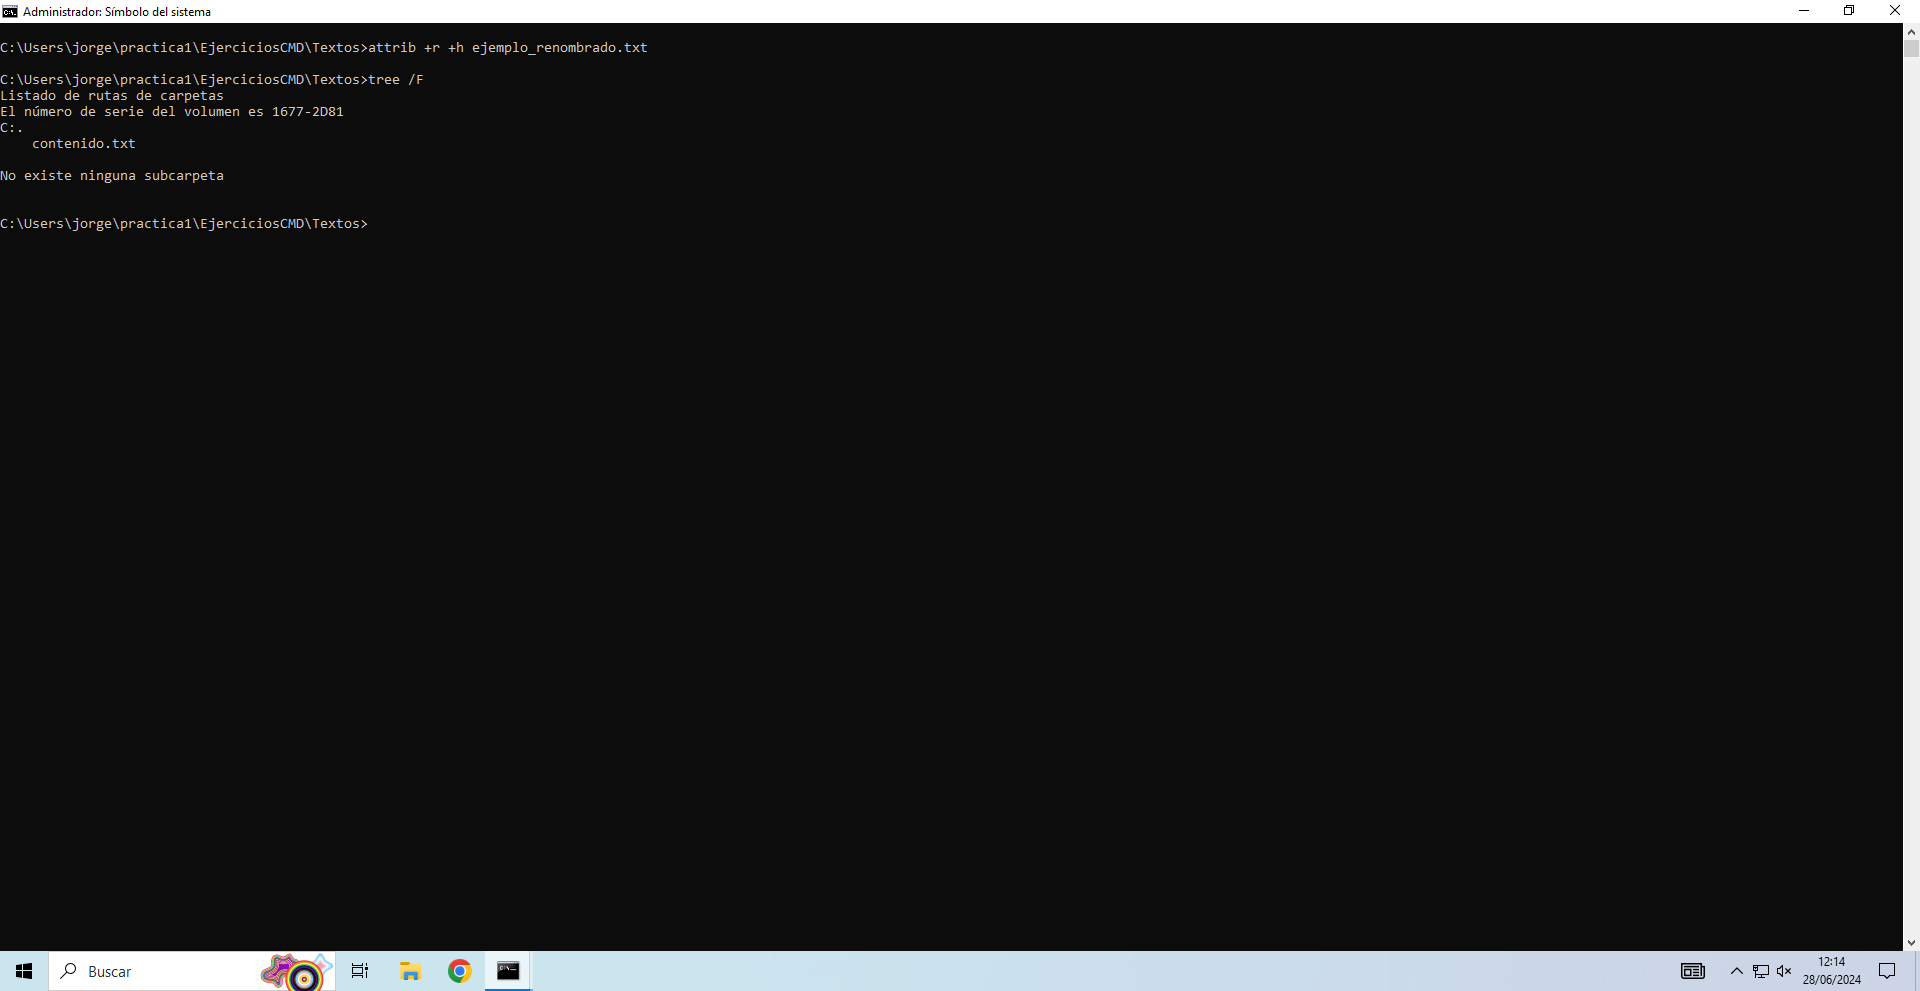 Administrador: Símbolo del sistema
C:\Users\jorge\practica1\EjerciciosCMD\Textos>attrib +r +h ejemplo_renombrado.txt
C:\Users\jorge\practica1\EjerciciosCMD\Textos>tree /F
Listado de rutas de carpetas
El número de serie del volumen es 1677-2D81
C:.
    contenido.txt
No existe ninguna subcarpeta
C:\Users\jorge\practica1\EjerciciosCMD\Textos>
Buscar
12:14
28/06/2024